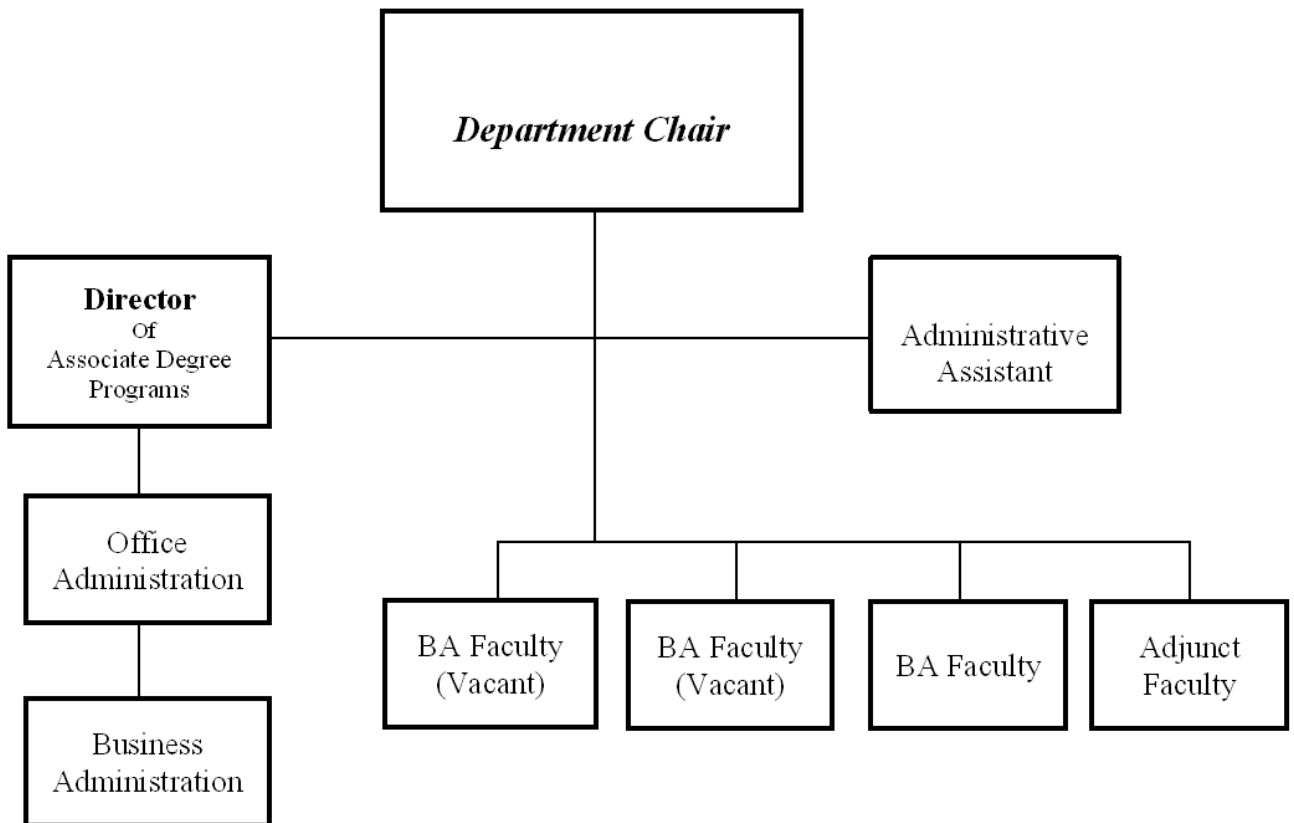 Department Chair
Director
Of
Associate Degree
Programs
Administrative
Assistant
Office
Administration
BA Faculty
(Vacant)
BA Faculty
(Vacant)
BA Faculty
Adjunct
Faculty
Business
Administration